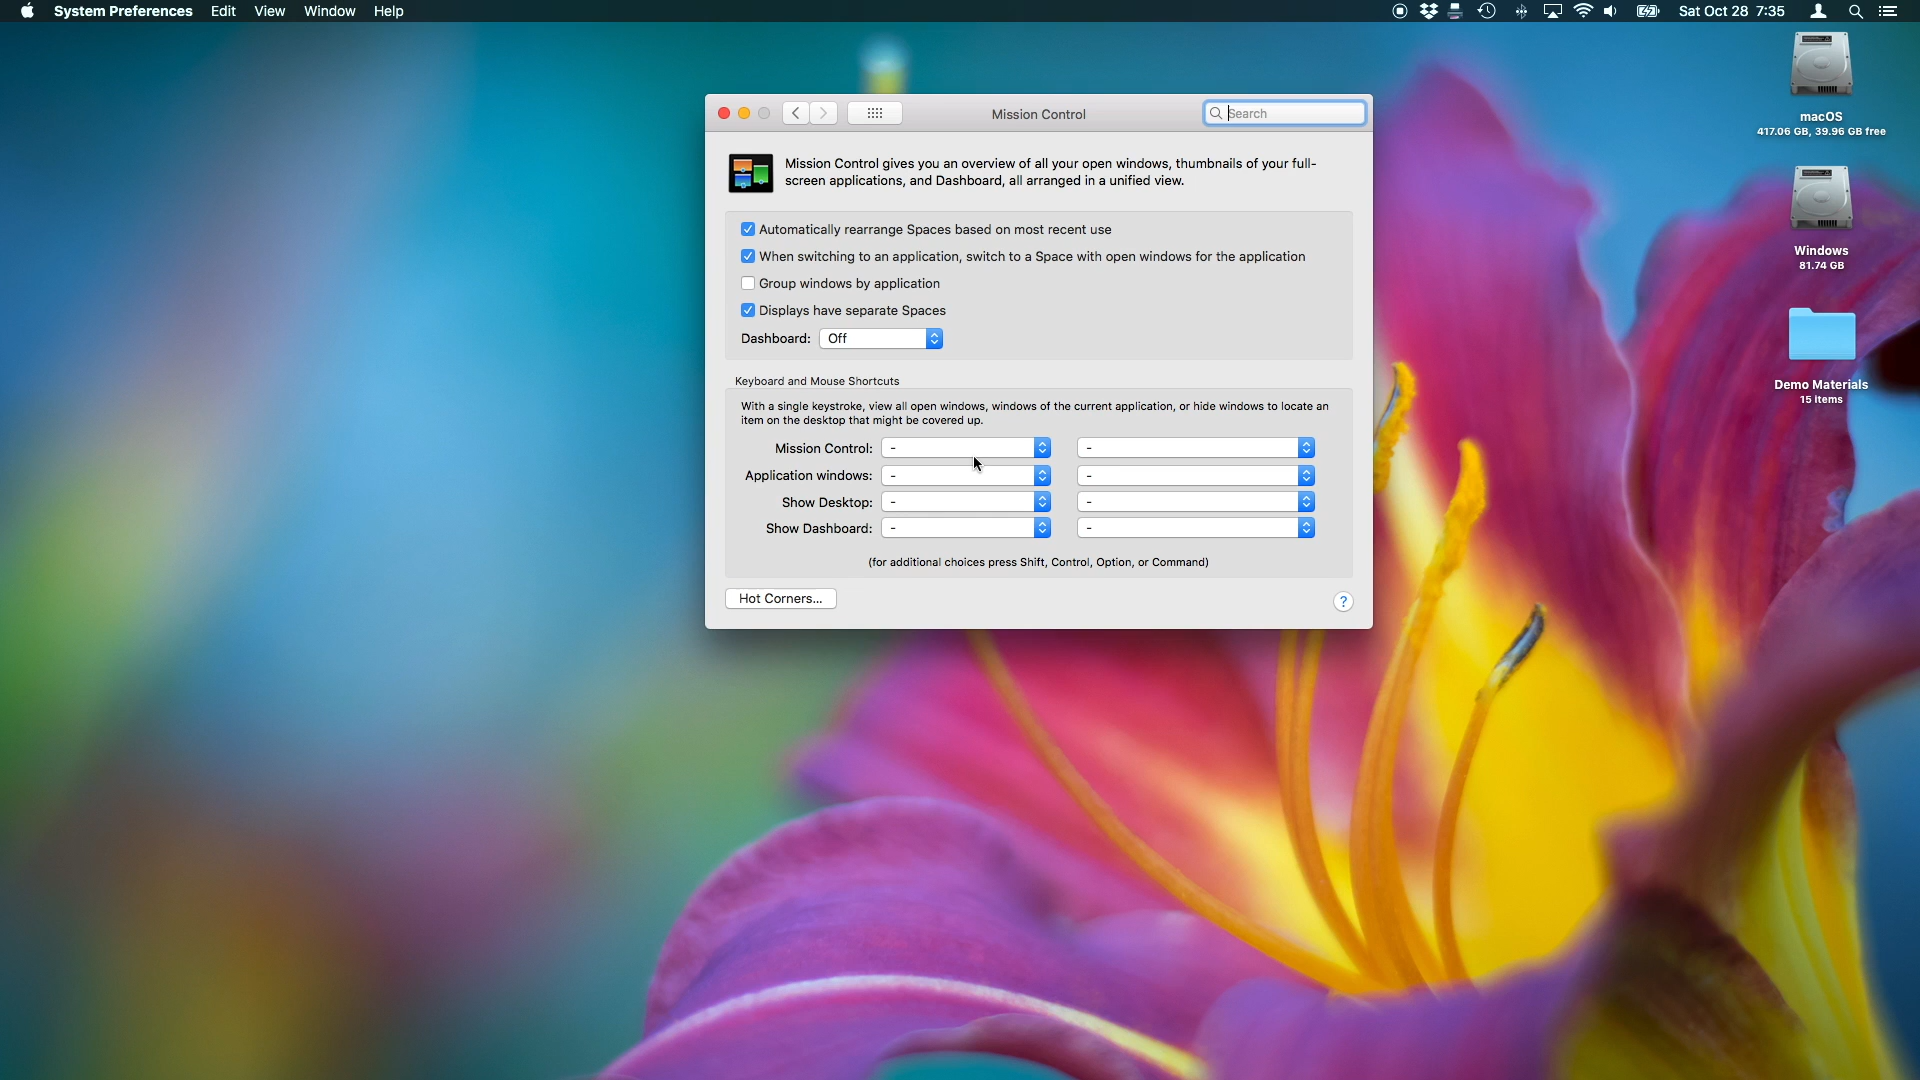 System Preferences Edit View Window Help
Sat Oct 28 7:35
Mission Control
Search
Mission Control gives you an overview of all your open windows, thumbnails of your full-
screen applications, and Dashboard, all arranged in a unified view.
Automatically rearrange Spaces based on most recent use
When switching to an application, switch to a Space with open windows for the application
Group windows by application
Displays have separate Spaces
Dashboard: Off
Keyboard and Mouse Shortcuts
With a single keystroke, view all open windows, windows of the current application, or hide windows to locate an
item on the desktop that might be covered up.
Mission Control: - -
Application windows: - -
Show Desktop: - -
Show Dashboard: - -
(for additional choices press Shift, Control, Option, or Command)
Hot Corners...
?
macOS
417.06 GB, 39.96 GB free
Windows
81.74 GB
Demo Materials
15 items